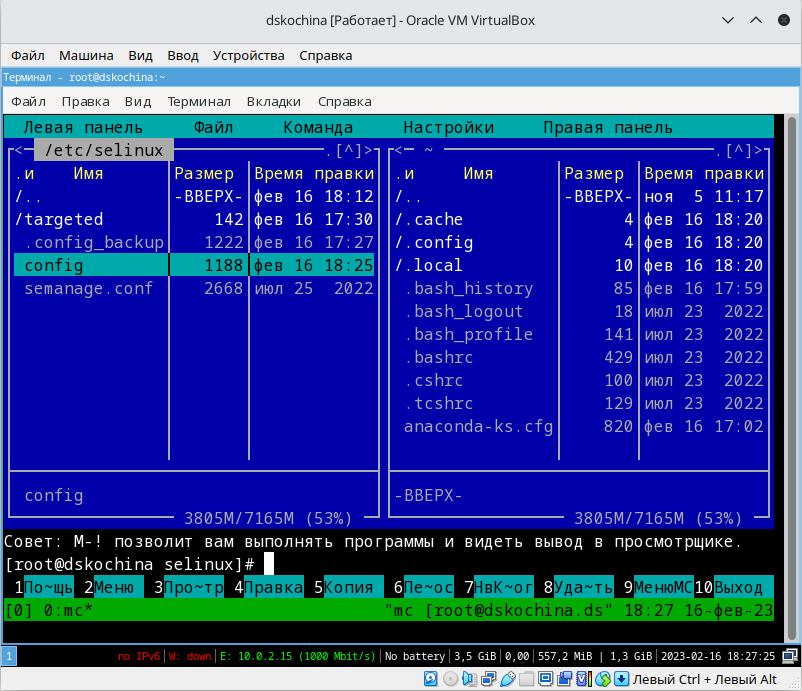 dskochina [Работает] - Oracle VM VirtualBox
Файл Машина Вид Ввод Устройства Справка
Терминал - root@dskochina:~
Файл Правка Вид Терминал Вкладки Справка
Левая панель Файл Команда Настройки Правая панель
<- /etc/selinux .[^]>
.и Имя Размер Время правки
/.. -ВВЕРХ- фев 16 18:12
/targeted 142 фев 16 17:30
.config_backup 1222 фев 16 17:27
config 1188 фев 16 18:25
semanage.conf 2668 июл 25 2022
config
3805M/7165M (53%)
<- ~ .[^]>
.и Имя Размер Время правки
/.. -ВВЕРХ- ноя 5 11:17
/.cache 4 фев 16 18:20
/.config 4 фев 16 18:20
/.local 10 фев 16 18:20
.bash_history 85 фев 16 17:59
.bash_logout 18 июл 23 2022
.bash_profile 141 июл 23 2022
.bashrc 429 июл 23 2022
.cshrc 100 июл 23 2022
.tcshrc 129 июл 23 2022
anaconda-ks.cfg 820 фев 16 17:02
-ВВЕРХ-
3805M/7165M (53%)
Совет: M-! позволит вам выполнять программы и видеть вывод в просмотрщике.
[root@dskochina selinux]#
1По~щь 2Меню 3Про~тр 4Правка 5Копия 6Пе~ос 7НвК~ог 8Уда~ть 9МенюMC 10Выход
[0] 0:mc* "mc [root@dskochina.ds" 18:27 16-фев-23
1 no IPv6 W: down E: 10.0.2.15 (1000 Mbit/s) No battery 3,5 GiB 0,00 557,2 MiB 1,3 GiB 2023-02-16 18:27:25
Левый Ctrl + Левый Alt